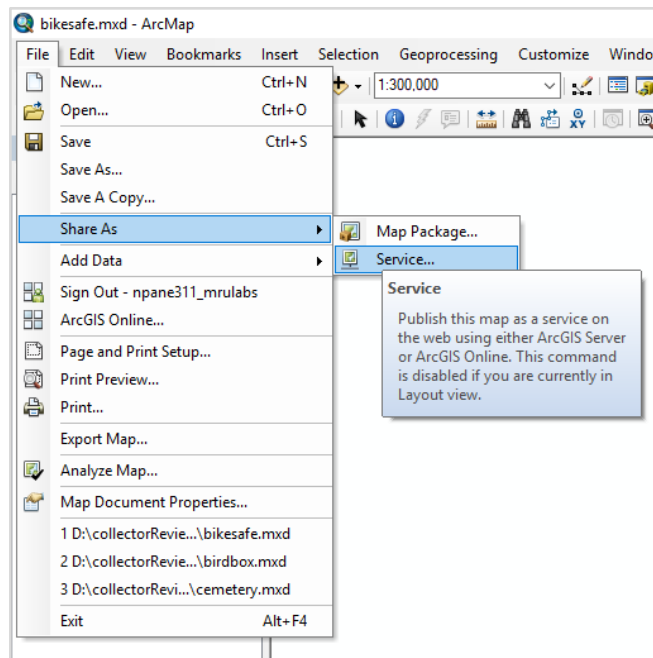 bikesafe.mxd - ArcMap
File Edit View Bookmarks Insert Selection Geoprocessing Customize Windo
New... Ctrl+N
1:300,000
Open... Ctrl+O
XY
Save Ctrl+S
Save As...
Save A Copy...
Share As
Map Package...
Add Data
Service...
Sign Out - npane311_mrulabs
ArcGIS Online...
Page and Print Setup...
Print Preview...
Print...
Export Map...
Analyze Map...
Map Document Properties...
1 D:\collectorRevie...\bikesafe.mxd
2 D:\collectorRevie...\birdbox.mxd
3 D:\collectorRevi...\cemetery.mxd
Exit Alt+F4
Service
Publish this map as a service on
the web using either ArcGIS Server
or ArcGIS Online. This command
is disabled if you are currently in
Layout view.